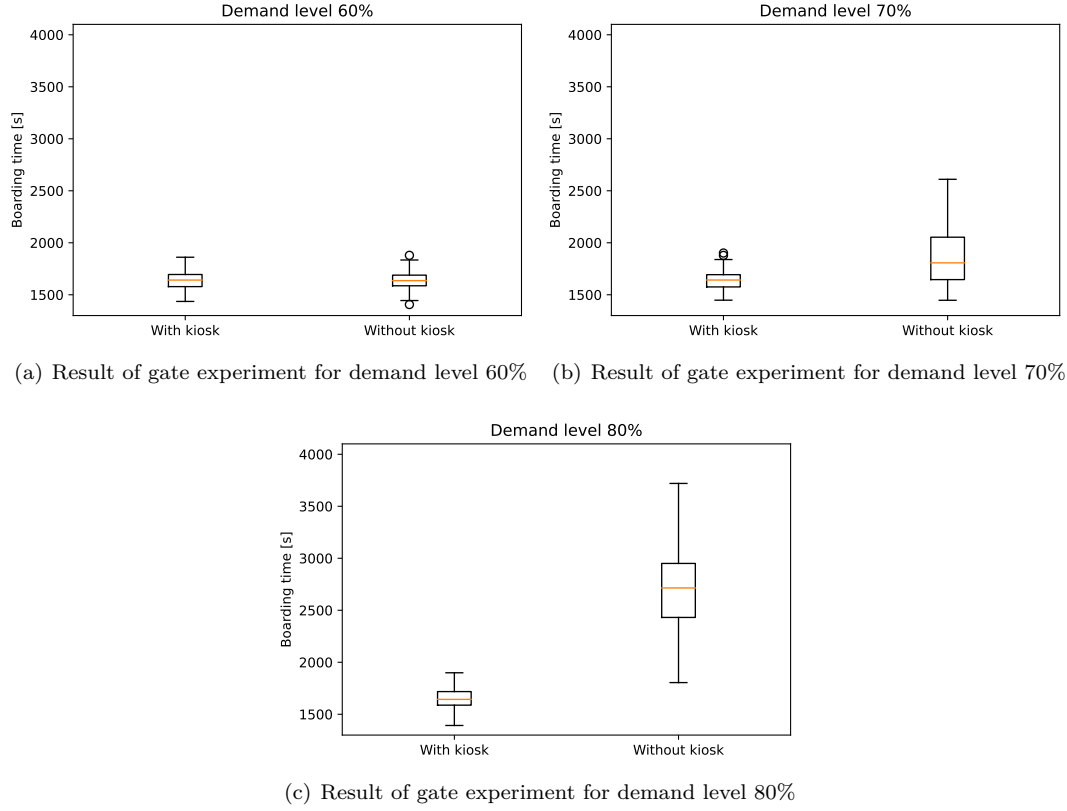 Demand level 60%
4000
3500
3000
2500
2000
1500
Boarding time [s]
With kiosk
Without kiosk
(a) Result of gate experiment for demand level 60%
Demand level 70%
4000
3500
3000
2500
2000
1500
Boarding time [s]
With kiosk
Without kiosk
(b) Result of gate experiment for demand level 70%
Demand level 80%
4000
3500
3000
2500
2000
1500
Boarding time [s]
With kiosk
Without kiosk
(c) Result of gate experiment for demand level 80%